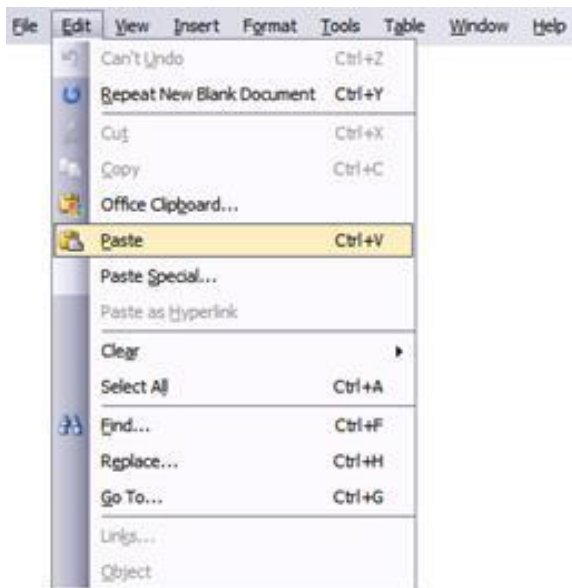 File Edit View Insert Format Tools Table Window Help
Can't Undo Ctrl+Z
Repeat New Blank Document Ctrl+Y
Cut Ctrl+X
Copy Ctrl+C
Office Clipboard...
Paste Ctrl+V
Paste Special...
Paste as Hyperlink
Clear
Select All Ctrl+A
Find... Ctrl+F
Replace... Ctrl+H
Go To... Ctrl+G
Links...
Object